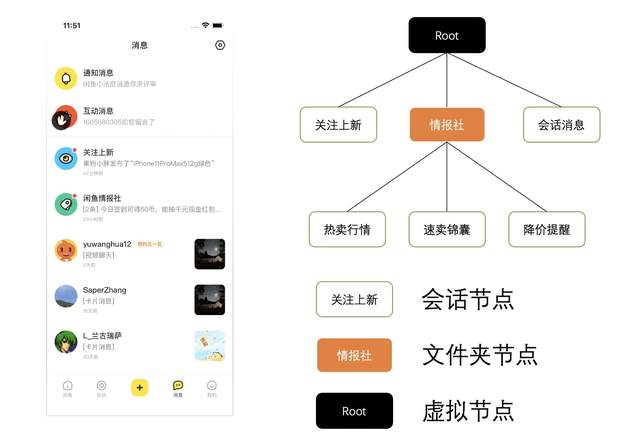 11:51
消息
通知消息
闲鱼小法庭邀请你来评审
互动消息
1605680305给您留言了
关注上新
果粉小胖发布了“iPhone11ProMax512g绿色”
42分钟前
闲鱼情报社
[2条] 今日签到可得50币，能抽千元现金红包...
23小时前
yuwanghua12
[视频聊天]
2天前
SaperZhang
[卡片消息]
16天前
L_兰古瑞萨
[卡片消息]
20天前
消息
我的
Root
关注上新
情报社
会话消息
热卖行情
速卖锦囊
降价提醒
关注上新
会话节点
情报社
文件夹节点
Root
虚拟节点